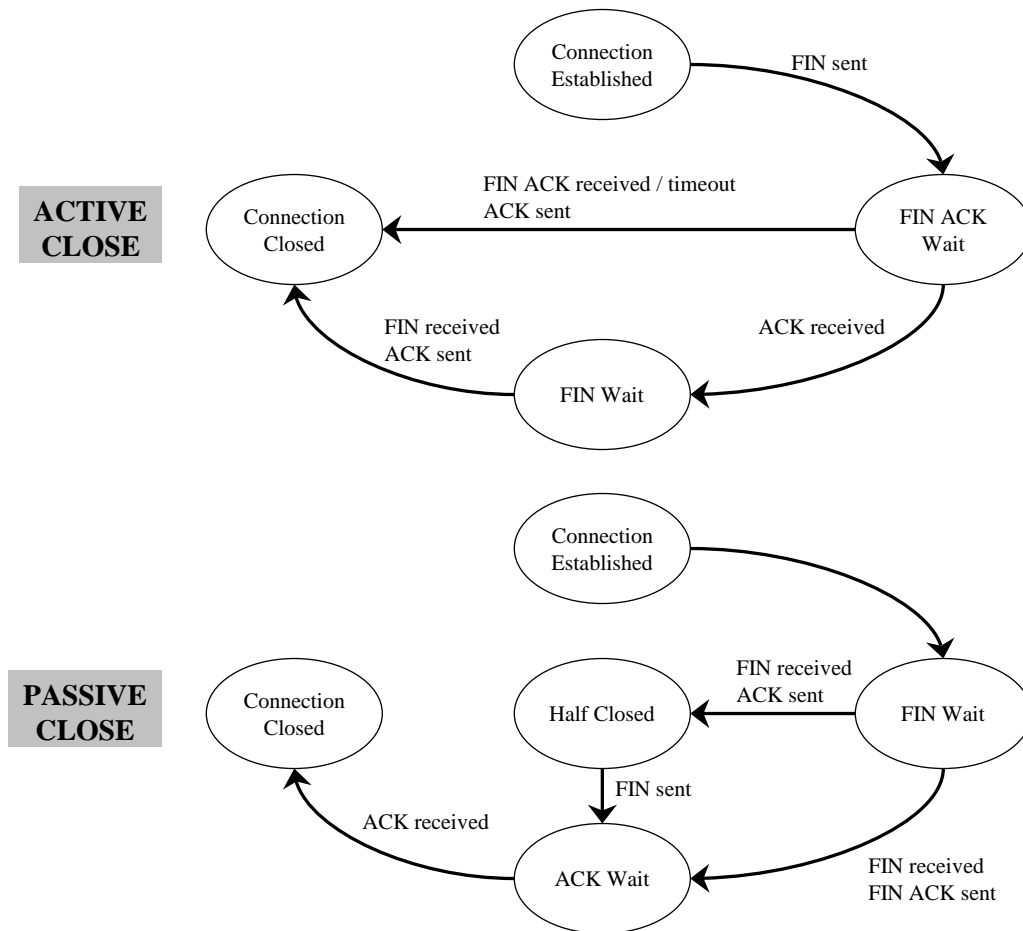 Connection
Established
FIN sent
ACTIVE
CLOSE
Connection
Closed
FIN ACK received / timeout
ACK sent
FIN ACK
Wait
FIN received
ACK sent
ACK received
FIN Wait
Connection
Established
PASSIVE
CLOSE
Connection
Closed
Half Closed
FIN received
ACK sent
FIN Wait
FIN sent
ACK received
ACK Wait
FIN received
FIN ACK sent